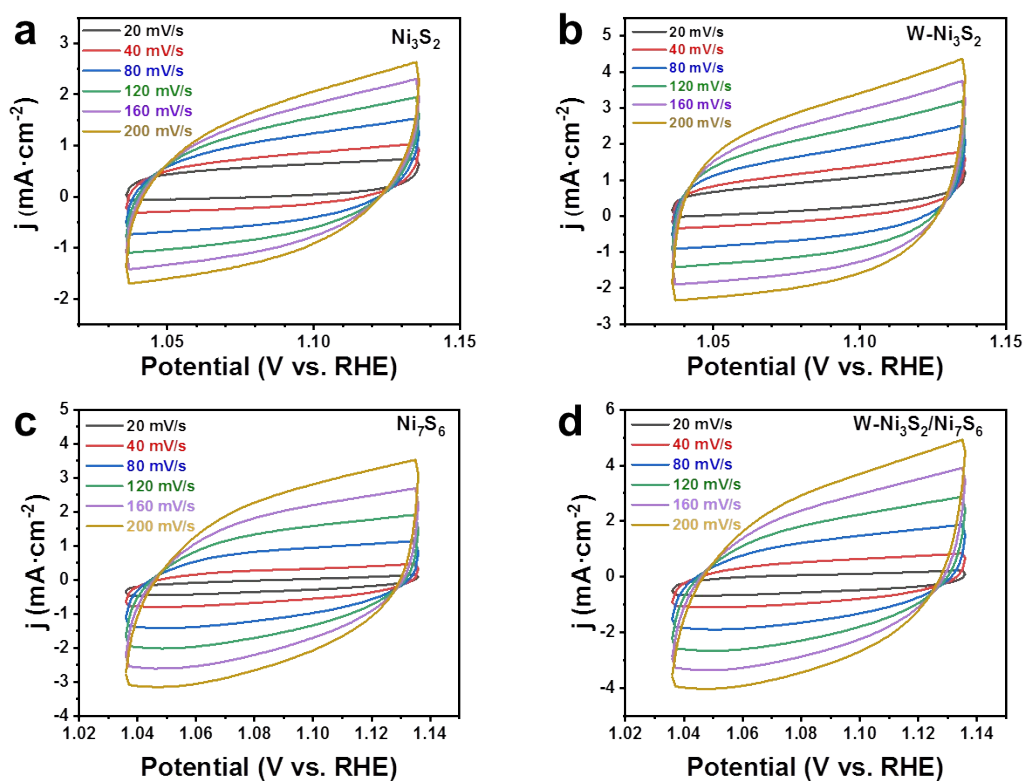 a
Ni₃S₂
20 mV/s
40 mV/s
80 mV/s
120 mV/s
160 mV/s
200 mV/s
3
2
1
0
-1
-2
j (mA·cm⁻²)
1.05
1.10
1.15
Potential (V vs. RHE)
b
W-Ni₃S₂
20 mV/s
40 mV/s
80 mV/s
120 mV/s
160 mV/s
200 mV/s
5
4
3
2
1
0
-1
-2
-3
j (mA·cm⁻²)
1.05
1.10
1.15
Potential (V vs. RHE)
c
Ni₇S₆
20 mV/s
40 mV/s
80 mV/s
120 mV/s
160 mV/s
200 mV/s
5
4
3
2
1
0
-1
-2
-3
-4
j (mA·cm⁻²)
1.02
1.04
1.06
1.08
1.10
1.12
1.14
Potential (V vs. RHE)
d
W-Ni₃S₂/Ni₇S₆
20 mV/s
40 mV/s
80 mV/s
120 mV/s
160 mV/s
200 mV/s
6
4
2
0
-2
-4
j (mA·cm⁻²)
1.02
1.04
1.06
1.08
1.10
1.12
1.14
Potential (V vs. RHE)